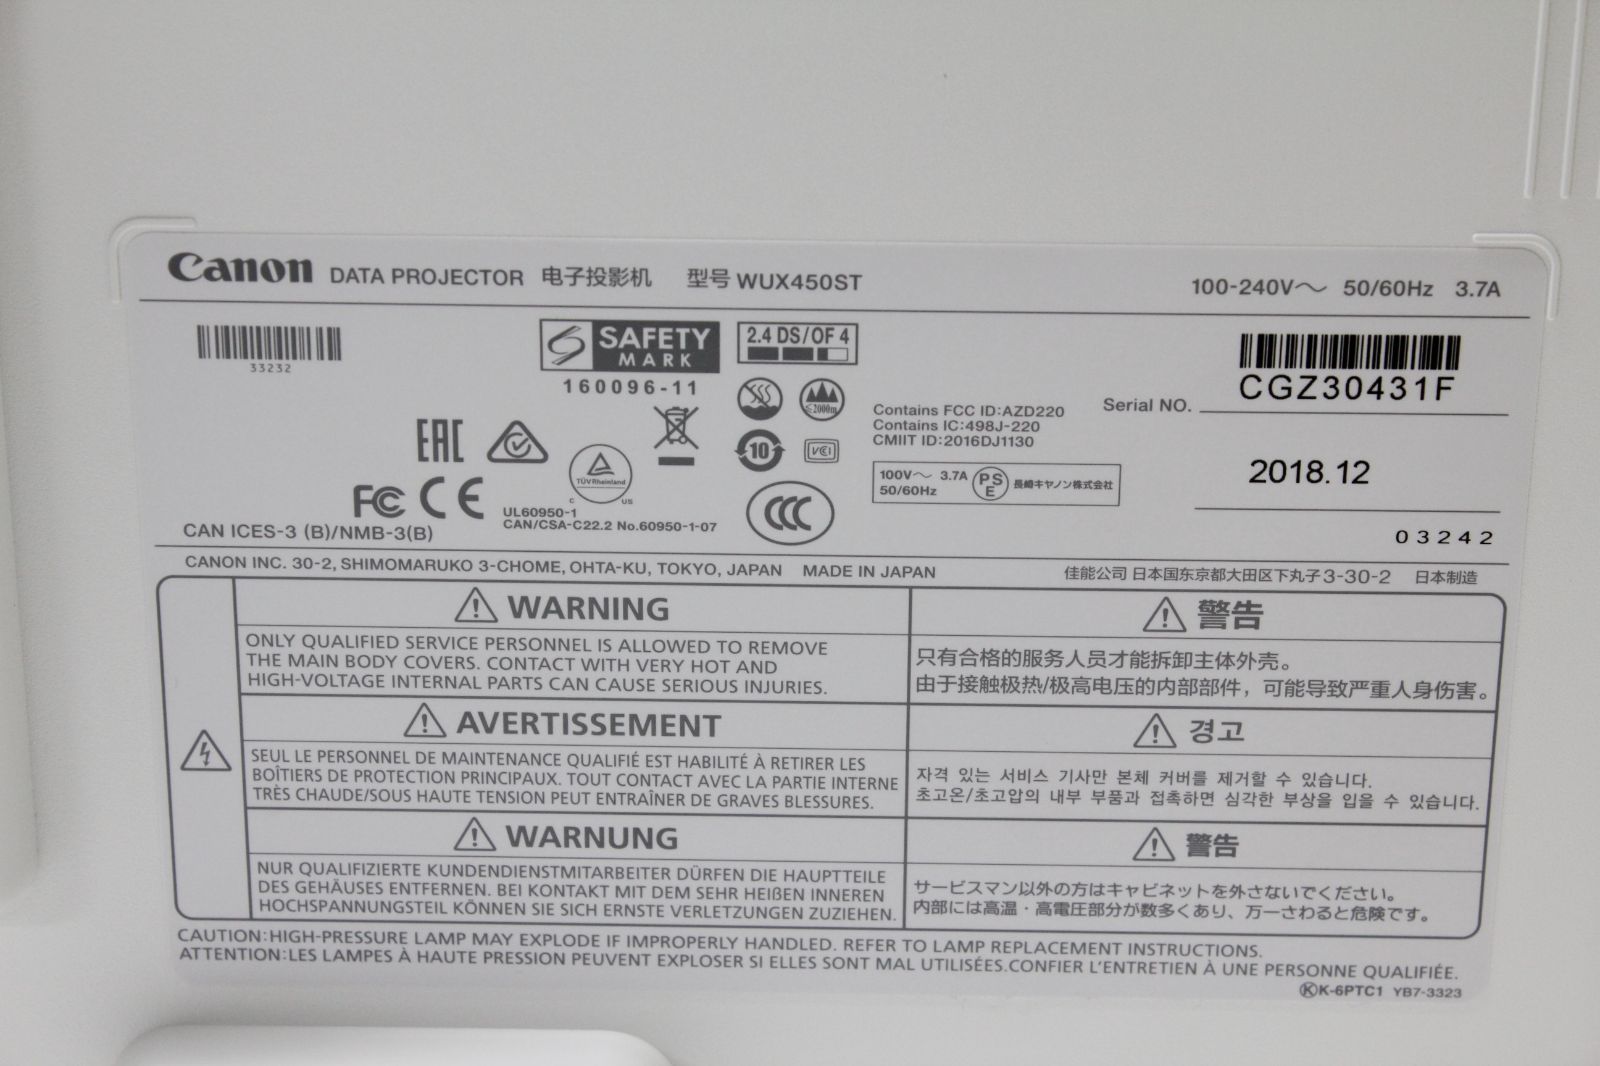 Canon DATA PROJECTOR 电子投影机 型号 WUX450ST 100-240V～ 50/60Hz 3.7A
33232
SAFETY
MARK
160096-11
2.4 DS/OF 4
≦2000m
10
VCI
EAC
TÜVRheinland
C US
FC CE
UL60950-1
CAN/CSA-C22.2 No.60950-1-07
CCC
CAN ICES-3 (B)/NMB-3(B)
Contains FCC ID:AZD220
Contains IC:498J-220
CMIIT ID:2016DJ1130
100V～ 3.7A
50/60Hz
PS
E
長崎キヤノン株式会社
Serial NO. CGZ30431F
2018.12
03242
CANON INC. 30-2, SHIMOMARUKO 3-CHOME, OHTA-KU, TOKYO, JAPAN MADE IN JAPAN 佳能公司 日本国东京都大田区下丸子3-30-2 日本制造
WARNING
ONLY QUALIFIED SERVICE PERSONNEL IS ALLOWED TO REMOVE
THE MAIN BODY COVERS. CONTACT WITH VERY HOT AND
HIGH-VOLTAGE INTERNAL PARTS CAN CAUSE SERIOUS INJURIES.
警告
只有合格的服务人员才能拆卸主体外壳。
由于接触极热/极高电压的内部部件，可能导致严重人身伤害。
AVERTISSEMENT
SEUL LE PERSONNEL DE MAINTENANCE QUALIFIÉ EST HABILITÉ À RETIRER LES
BOÎTIERS DE PROTECTION PRINCIPAUX. TOUT CONTACT AVEC LA PARTIE INTERNE
TRÈS CHAUDE/SOUS HAUTE TENSION PEUT ENTRAÎNER DE GRAVES BLESSURES.
경고
자격 있는 서비스 기사만 본체 커버를 제거할 수 있습니다.
초고온/초고압의 내부 부품과 접촉하면 심각한 부상을 입을 수 있습니다.
WARNUNG
NUR QUALIFIZIERTE KUNDENDIENSTMITARBEITER DÜRFEN DIE HAUPTTEILE
DES GEHÄUSES ENTFERNEN. BEI KONTAKT MIT DEM SEHR HEIßEN INNEREN
HOCHSPANNUNGSTEIL KÖNNEN SIE SICH ERNSTE VERLETZUNGEN ZUZIEHEN.
警告
サービスマン以外の方はキャビネットを外さないでください。
内部には高温・高電圧部分が数多くあり、万一さわると危険です。
CAUTION:HIGH-PRESSURE LAMP MAY EXPLODE IF IMPROPERLY HANDLED. REFER TO LAMP REPLACEMENT INSTRUCTIONS.
ATTENTION:LES LAMPES À HAUTE PRESSION PEUVENT EXPLOSER SI ELLES SONT MAL UTILISÉES.CONFIER L'ENTRETIEN À UNE PERSONNE QUALIFIÉE.
ⓀK-6PTC1 YB7-3323